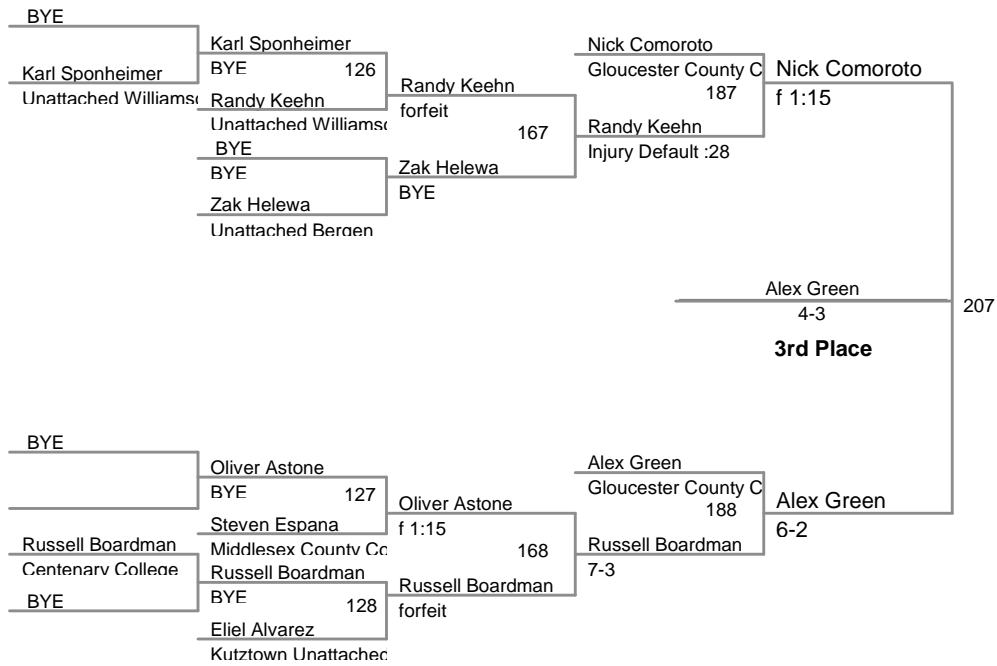 BYE
Karl Sponheimer
Unattached Williamsc
Karl Sponheimer
BYE
126
Randy Keehn
Unattached Williamsc
BYE
BYE
Zak Helewa
Unattached Bergen
Randy Keehn
forfeit
167
Zak Helewa
BYE
Nick Comoroto
Gloucester County C
187
Randy Keehn
Injury Default :28
Nick Comoroto
f 1:15
Alex Green
4-3
3rd Place
207
BYE
Russell Boardman
Centenary College
BYE
Oliver Astone
BYE
127
Steven Espana
Middlesex County Co
Russell Boardman
BYE
128
Eliel Alvarez
Kutztown Unattached
Oliver Astone
f 1:15
168
Russell Boardman
forfeit
Alex Green
Gloucester County C
188
Russell Boardman
7-3
Alex Green
6-2